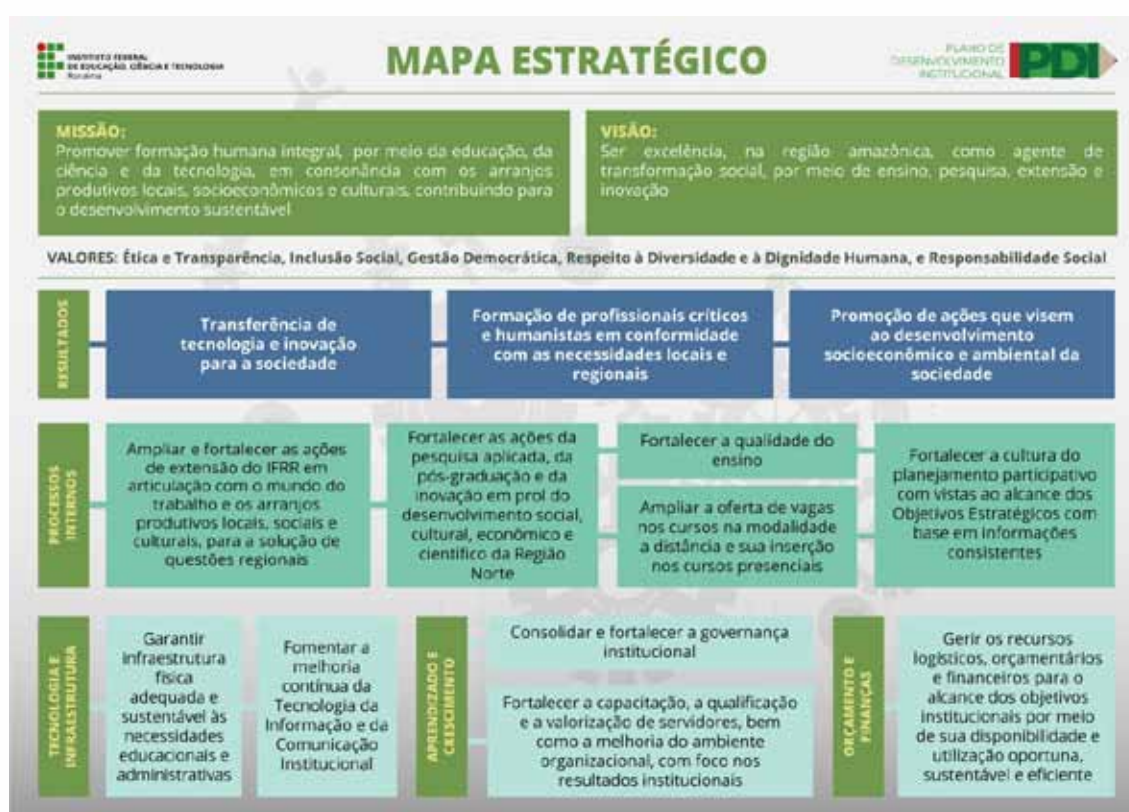 INSTITUTO FEDERAL
DE EDUCAÇÃO, CIÊNCIA E TECNOLOGIA
Roraima
MAPA ESTRATÉGICO
PLANO DE
DESENVOLVIMENTO
INSTITUCIONAL
PDI
MISSÃO:
Promover formação humana integral, por meio da educação, da
ciência e da tecnologia, em consonância com os arranjos
produtivos locais, socioeconômicos e culturais, contribuindo para
o desenvolvimento sustentável
VISÃO:
Ser excelência, na região amazônica, como agente de
transformação social, por meio de ensino, pesquisa, extensão e
inovação
VALORES: Ética e Transparência, Inclusão Social, Gestão Democrática, Respeito à Diversidade e à Dignidade Humana, e Responsabilidade Social
RESULTADOS
Transferência de
tecnologia e inovação
para a sociedade
Formação de profissionais críticos
e humanistas em conformidade
com as necessidades locais e
regionais
Promoção de ações que visem
ao desenvolvimento
socioeconômico e ambiental da
sociedade
PROCESSOS
INTERNOS
Ampliar e fortalecer as ações
de extensão do IFRR em
articulação com o mundo do
trabalho e os arranjos
produtivos locais, sociais e
culturais, para a solução de
questões regionais
Fortalecer as ações da
pesquisa aplicada, da
pós-graduação e da
inovação em prol do
desenvolvimento social,
cultural, econômico e
científico da Região
Norte
Fortalecer a qualidade do
ensino
Ampliar a oferta de vagas
nos cursos na modalidade
a distância e sua inserção
nos cursos presenciais
Fortalecer a cultura do
planejamento participativo
com vistas ao alcance dos
Objetivos Estratégicos com
base em informações
consistentes
TECNOLOGIA E
INFRAESTRUTURA
Garantir
infraestrutura
física
adequada e
sustentável às
necessidades
educacionais e
administrativas
Fomentar a
melhoria
contínua da
Tecnologia da
Informação e da
Comunicação
Institucional
APRENDIZADO E
CRESCIMENTO
Consolidar e fortalecer a governança
institucional
Fortalecer a capacitação, a qualificação
e a valorização de servidores, bem
como a melhoria do ambiente
organizacional, com foco nos
resultados institucionais
ORÇAMENTO E
FINANÇAS
Gerir os recursos
logísticos, orçamentários
e financeiros para o
alcance dos objetivos
institucionais por meio
de sua disponibilidade e
utilização oportuna,
sustentável e eficiente